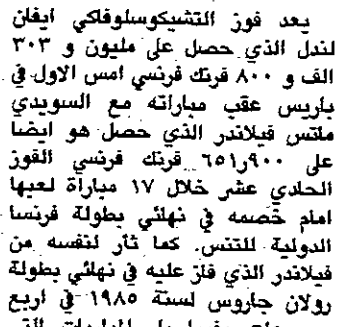 يعد فوز التشيكوسلوفاكي ايفان
لندل الذي حصل على مليون و ٣٠٣
الف و ٨٠٠ فرنك فرنسي امس الاول في
باريس عقب مباراته مع السويدي
ماتس فيلاندر الذي حصل هو ايضا
على ٦٥١٫٩٠٠ فرنك فرنسي الفوز
الحادي عشر خلال ١٧ مباراة لعبها
امام خصمه في نهائي بطولة فرنسا
الدولية للتنس. كما ثأر لنفسه من
فيلاندر الذي فاز عليه في نهائي بطولة
رولان جاروس لسنة ١٩٨٥ في اربع